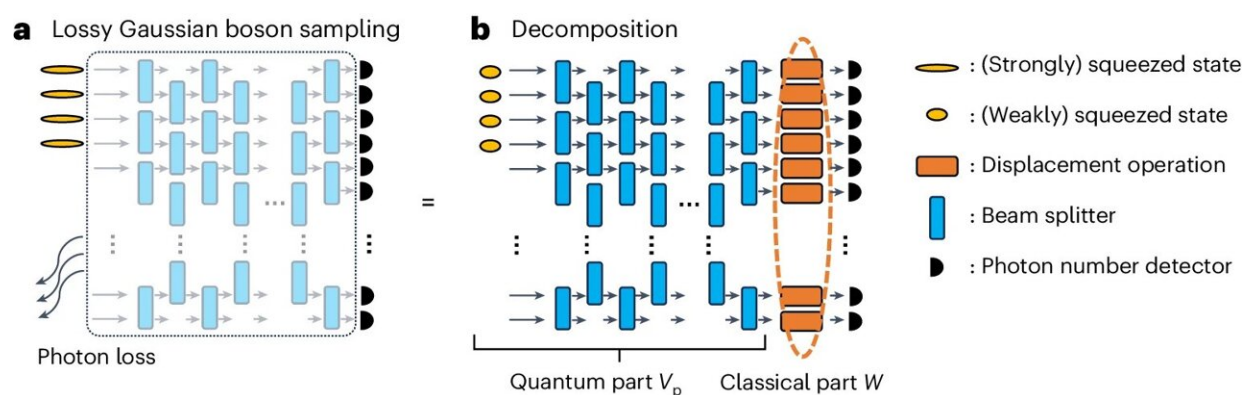 a Lossy Gaussian boson sampling
b Decomposition
: (Strongly) squeezed state
: (Weakly) squeezed state
: Displacement operation
: Beam splitter
: Photon number detector
...
=
...
Photon loss
Quantum part Vp
Classical part W